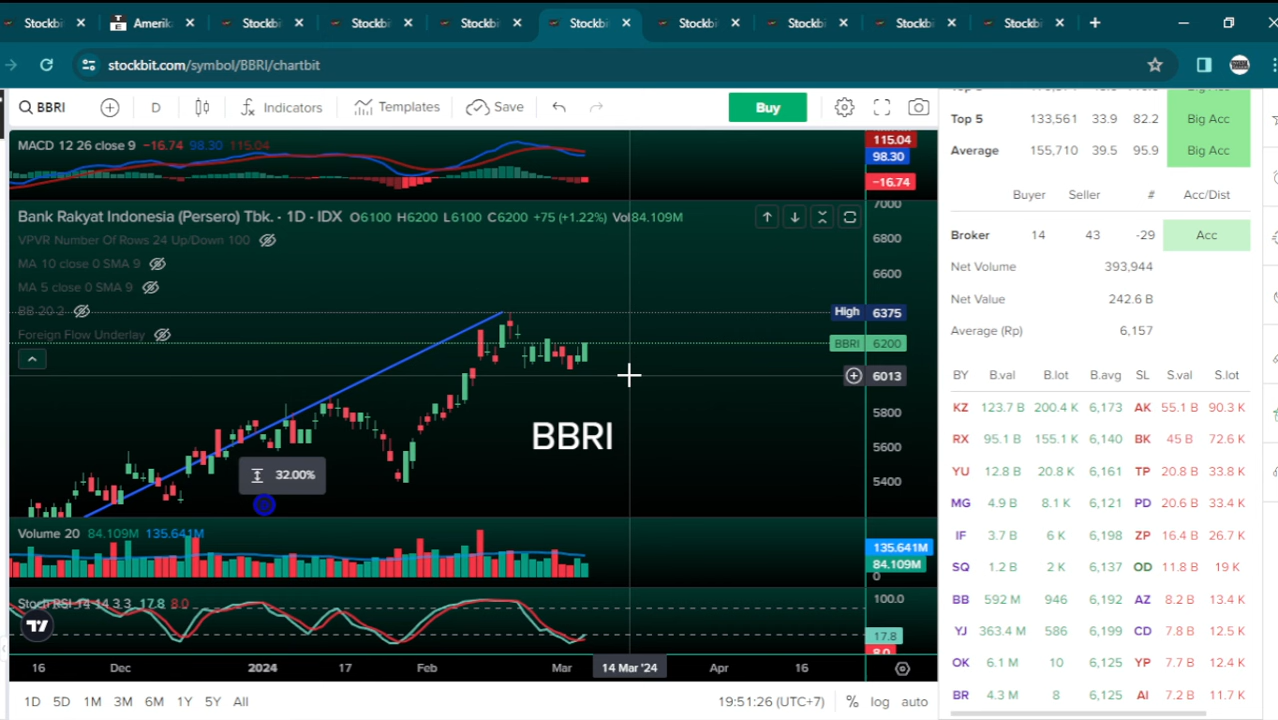 Stockbi
Amerik
Stockbi
Stockbi
Stockbi
Stockbi
Stockbi
Stockbi
Stockbi
Stockbi
stockbit.com/symbol/BBRI/chartbit
BBRI
D
Indicators
Templates
Save
Buy
MACD 12 26 close 9 −16.74 98.30 115.04
115.04
98.30
−16.74
Bank Rakyat Indonesia (Persero) Tbk. · 1D · IDX O6100 H6200 L6100 C6200 +75 (+1.22%) Vol84.109M
VPVR Number Of Rows 24 Up/Down 100
MA 10 close 0 SMA 9
MA 5 close 0 SMA 9
BB 20 2
Foreign Flow Underlay
7000
6800
6600
High 6375
BBRI 6200
6013
5800
5600
5400
BBRI
32.00%
Volume 20 84.109M 135.641M
135.641M
84.109M
0
Stoch RSI 14 14 3 3 17.8 8.0
100.0
17.8
8.0
16 Dec 2024 17 Feb Mar 14 Mar '24 Apr 16
1D 5D 1M 3M 6M 1Y 5Y All
19:51:26 (UTC+7) % log auto
Top 5 133,561 33.9 82.2 Big Acc
Average 155,710 39.5 95.9 Big Acc
Buyer Seller # Acc/Dist
Broker 14 43 -29 Acc
Net Volume 393,944
Net Value 242.6 B
Average (Rp) 6,157
BY B.val B.lot B.avg SL S.val S.lot
KZ 123.7 B 200.4 K 6,173 AK 55.1 B 90.3 K
RX 95.1 B 155.1 K 6,140 BK 45 B 72.6 K
YU 12.8 B 20.8 K 6,161 TP 20.8 B 33.8 K
MG 4.9 B 8.1 K 6,121 PD 20.6 B 33.4 K
IF 3.7 B 6 K 6,198 ZP 16.4 B 26.7 K
SQ 1.2 B 2 K 6,137 OD 11.8 B 19 K
BB 592 M 946 6,192 AZ 8.2 B 13.4 K
YJ 363.4 M 586 6,199 CD 7.8 B 12.5 K
OK 6.1 M 10 6,125 YP 7.7 B 12.4 K
BR 4.3 M 8 6,125 AI 7.2 B 11.7 K